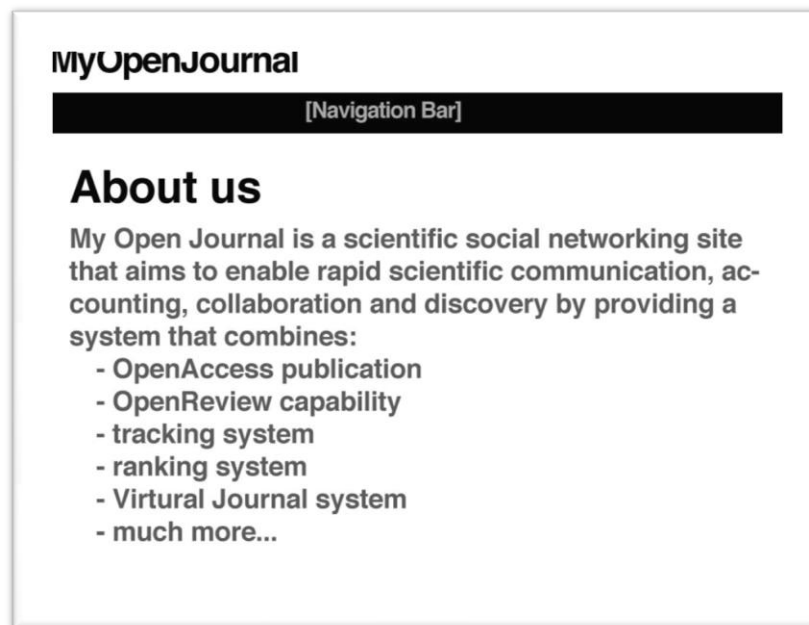 MyOpenJournal
[Navigation Bar]
About us
My Open Journal is a scientific social networking site
that aims to enable rapid scientific communication, ac-
counting, collaboration and discovery by providing a
system that combines:
- OpenAccess publication
- OpenReview capability
- tracking system
- ranking system
- Virtural Journal system
- much more...